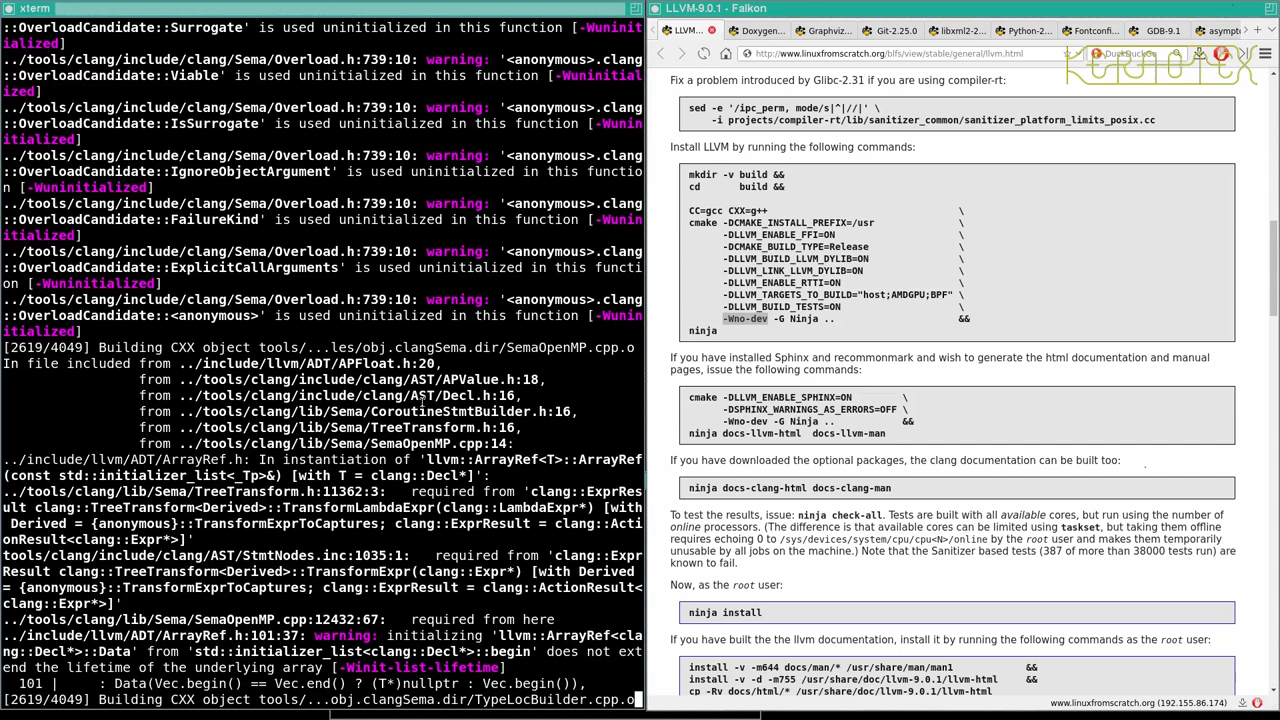 xterm
::OverloadCandidate::Surrogate' is used uninitialized in this function [-Wuninit
ialized]
../tools/clang/include/clang/Sema/Overload.h:739:10: warning: '<anonymous>.clang
::OverloadCandidate::Viable' is used uninitialized in this function [-Wuninitial
ized]
../tools/clang/include/clang/Sema/Overload.h:739:10: warning: '<anonymous>.clang
::OverloadCandidate::IsSurrogate' is used uninitialized in this function [-Wunin
itialized]
../tools/clang/include/clang/Sema/Overload.h:739:10: warning: '<anonymous>.clang
::OverloadCandidate::IgnoreObjectArgument' is used uninitialized in this functio
n [-Wuninitialized]
../tools/clang/include/clang/Sema/Overload.h:739:10: warning: '<anonymous>.clang
::OverloadCandidate::FailureKind' is used uninitialized in this function [-Wunin
itialized]
../tools/clang/include/clang/Sema/Overload.h:739:10: warning: '<anonymous>.clang
::OverloadCandidate::ExplicitCallArguments' is used uninitialized in this functi
on [-Wuninitialized]
../tools/clang/include/clang/Sema/Overload.h:739:10: warning: '<anonymous>.clang
::OverloadCandidate::<anonymous>' is used uninitialized in this function [-Wunin
itialized]
[2619/4049] Building CXX object tools/...les/obj.clangSema.dir/SemaOpenMP.cpp.o
In file included from ../include/llvm/ADT/APFloat.h:20,
from ../tools/clang/include/clang/AST/APValue.h:18,
from ../tools/clang/include/clang/AST/Decl.h:16,
from ../tools/clang/lib/Sema/CoroutineStmtBuilder.h:16,
from ../tools/clang/lib/Sema/TreeTransform.h:16,
from ../tools/clang/lib/Sema/SemaOpenMP.cpp:14:
../include/llvm/ADT/ArrayRef.h: In instantiation of 'llvm::ArrayRef<T>::ArrayRef
(const std::initializer_list<_Tp>&) [with T = clang::Decl*]':
../tools/clang/lib/Sema/TreeTransform.h:11362:3:   required from 'clang::ExprRes
ult clang::TreeTransform<Derived>::TransformLambdaExpr(clang::LambdaExpr*) [with
 Derived = {anonymous}::TransformExprToCaptures; clang::ExprResult = clang::Acti
onResult<clang::Expr*>]'
tools/clang/include/clang/AST/StmtNodes.inc:1035:1:   required from 'clang::Expr
Result clang::TreeTransform<Derived>::TransformExpr(clang::Expr*) [with Derived
= {anonymous}::TransformExprToCaptures; clang::ExprResult = clang::ActionResult<
clang::Expr*>]'
../tools/clang/lib/Sema/SemaOpenMP.cpp:12432:67:   required from here
../include/llvm/ADT/ArrayRef.h:101:37: warning: initializing 'llvm::ArrayRef<cla
ng::Decl*>::Data' from 'std::initializer_list<clang::Decl*>::begin' does not ext
end the lifetime of the underlying array [-Winit-list-lifetime]
101 |     : Data(Vec.begin() == Vec.end() ? (T*)nullptr : Vec.begin()),
[2619/4049] Building CXX object tools/...obj.clangSema.dir/TypeLocBuilder.cpp.o
LLVM-9.0.1 - Falkon
LLVM... Doxygen... Graphviz... Git-2.25.0 libxml2-2... Python-2... Fontconfi... GDB-9.1 asympto
http://www.linuxfromscratch.org/blfs/view/stable/general/llvm.html DuckDuckGo
KERNOTEX
Fix a problem introduced by Glibc-2.31 if you are using compiler-rt:
sed -e '/ipc_perm, mode/s|^|//|' \
-i projects/compiler-rt/lib/sanitizer_common/sanitizer_platform_limits_posix.cc
Install LLVM by running the following commands:
mkdir -v build &&
cd       build &&
CC=gcc CXX=g++ \
cmake -DCMAKE_INSTALL_PREFIX=/usr \
-DLLVM_ENABLE_FFI=ON \
-DCMAKE_BUILD_TYPE=Release \
-DLLVM_BUILD_LLVM_DYLIB=ON \
-DLLVM_LINK_LLVM_DYLIB=ON \
-DLLVM_ENABLE_RTTI=ON \
-DLLVM_TARGETS_TO_BUILD="host;AMDGPU;BPF" \
-DLLVM_BUILD_TESTS=ON \
-Wno-dev -G Ninja .. &&
ninja
If you have installed Sphinx and recommonmark and wish to generate the html documentation and manual
pages, issue the following commands:
cmake -DLLVM_ENABLE_SPHINX=ON \
-DSPHINX_WARNINGS_AS_ERRORS=OFF \
-Wno-dev -G Ninja .. &&
ninja docs-llvm-html  docs-llvm-man
If you have downloaded the optional packages, the clang documentation can be built too:
ninja docs-clang-html docs-clang-man
To test the results, issue: ninja check-all. Tests are built with all available cores, but run using the number of
online processors. (The difference is that available cores can be limited using taskset, but taking them offline
requires echoing 0 to /sys/devices/system/cpu/cpu<N>/online by the root user and makes them temporarily
unusable by all jobs on the machine.) Note that the Sanitizer based tests (387 of more than 38000 tests run) are
known to fail.
Now, as the root user:
ninja install
If you have built the the llvm documentation, install it by running the following commands as the root user:
install -v -m644 docs/man/* /usr/share/man/man1 &&
install -v -d -m755 /usr/share/doc/llvm-9.0.1/llvm-html &&
cp -Rv docs/html/* /usr/share/doc/llvm-9.0.1/llvm-html
www.linuxfromscratch.org (192.155.86.174)